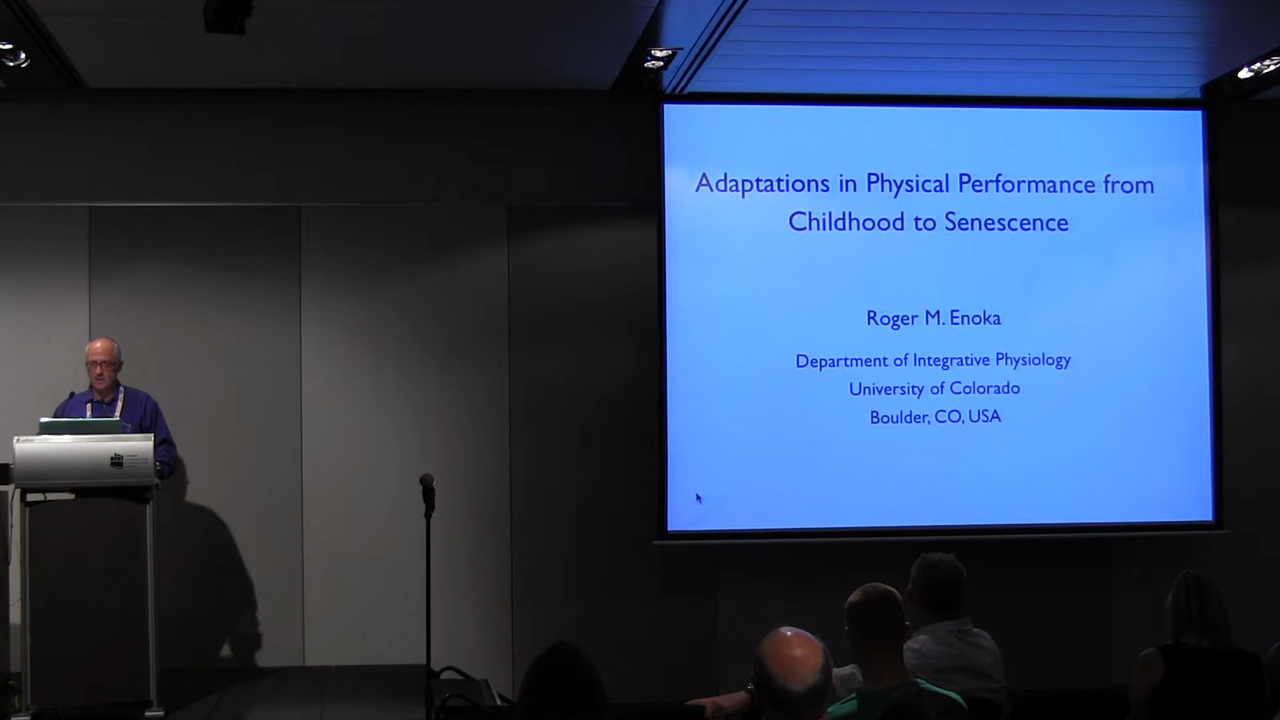 Adaptations in Physical Performance from
Childhood to Senescence
Roger M. Enoka
Department of Integrative Physiology
University of Colorado
Boulder, CO, USA